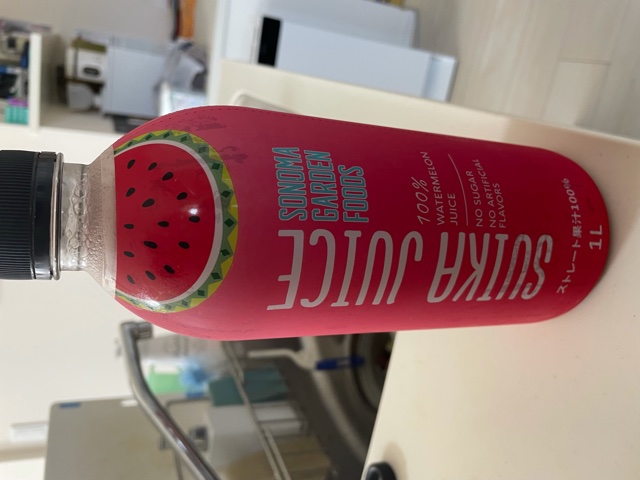 SONOMA
GARDEN
FOODS
SUIKA JUICE
100%
WATERMELON
JUICE
NO SUGAR
NO ARTIFICIAL
FLAVORS
ストレート果汁100%
1L